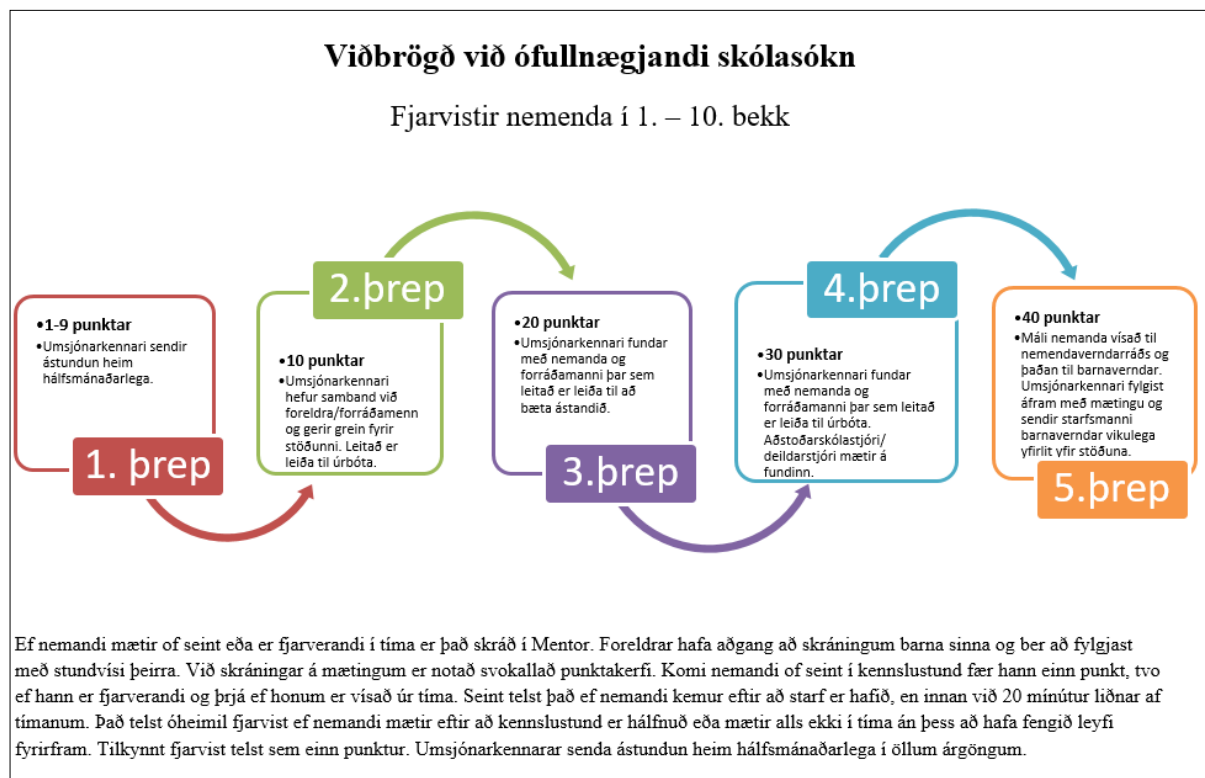 Viðbrögð við ófullnægjandi skólasókn
Fjarvistir nemenda í 1. – 10. bekk
•1-9 punktar
•Umsjónarkennari sendir
ástundun heim
hálfsmánaðarlega.
1. þrep
2.þrep
•10 punktar
•Umsjónarkennari
hefur samband við
foreldra/forráðamenn
og gerir grein fyrir
stöðunni. Leitað er
leiða til úrbóta.
•20 punktar
•Umsjónarkennari fundar
með nemanda og
forráðamanni þar sem
leitað er leiða til að
bæta ástandið.
3.þrep
4.þrep
•30 punktar
•Umsjónarkennari fundar
með nemanda og
forráðamanni þar sem leitað
er leiða til úrbóta.
Aðstoðarskólastjóri/
deildarstjóri mætir á
fundinn.
•40 punktar
•Máli nemanda vísað til
nemendaverndarráðs og
þaðan til barnaverndar.
Umsjónarkennari fylgist
áfram með mætingu og
sendir starfsmanni
barnaverndar vikulega
yfirlit yfir stöðuna.
5.þrep
Ef nemandi mætir of seint eða er fjarverandi í tíma er það skráð í Mentor. Foreldrar hafa aðgang að skráningum barna sinna og ber að fylgjast
með stundvísi þeirra. Við skráningar á mætingum er notað svokallað punktakerfi. Komi nemandi of seint í kennslustund fær hann einn punkt, tvo
ef hann er fjarverandi og þrjá ef honum er vísað úr tíma. Seint telst það ef nemandi kemur eftir að starf er hafið, en innan við 20 mínútur liðnar af
tímanum. Það telst óheimil fjarvist ef nemandi mætir eftir að kennslustund er hálfnuð eða mætir alls ekki í tíma án þess að hafa fengið leyfi
fyrirfram. Tilkynnt fjarvist telst sem einn punktur. Umsjónarkennarar senda ástundun heim hálfsmánaðarlega í öllum árgöngum.